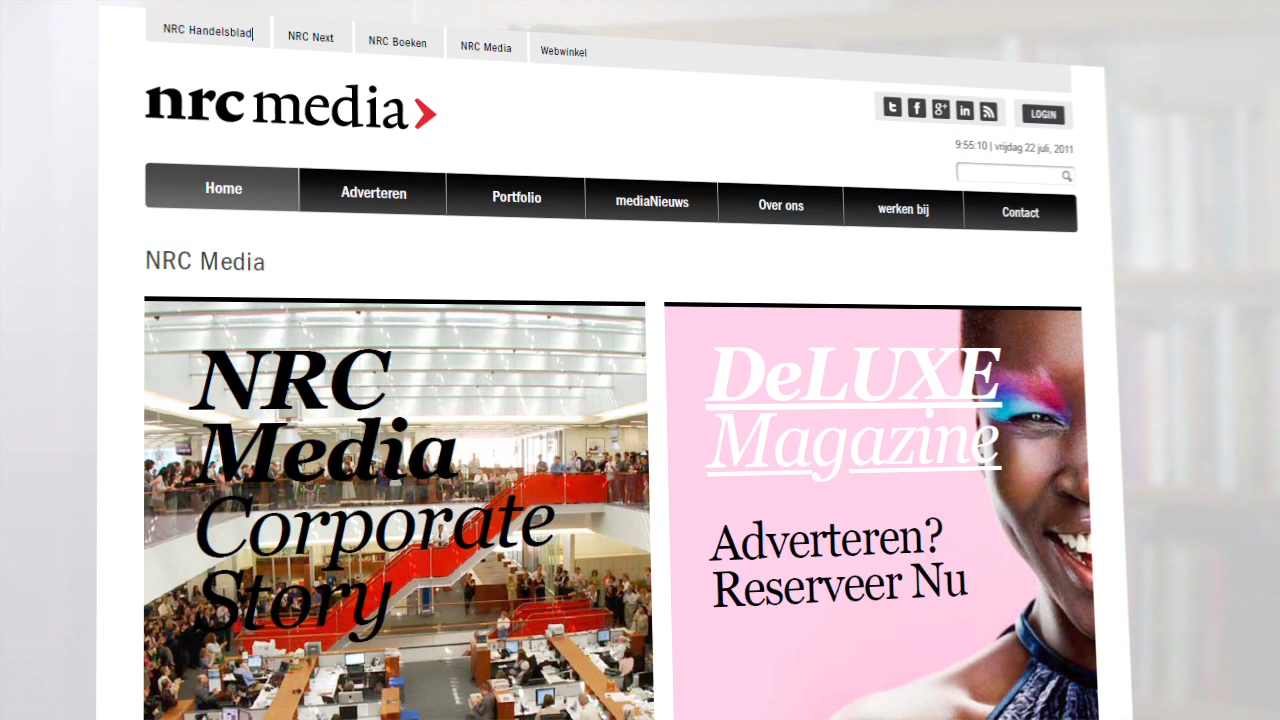 NRC Handelsblad
NRC Next
NRC Boeken
NRC Media
Webwinkel
nrc media
LOGIN
9:55:10 | vrijdag 22 juli, 2011
Home
Adverteren
Portfolio
mediaNieuws
Over ons
werken bij
Contact
NRC Media
NRC
Media
Corporate
Story
DeLUXE
Magazine
Adverteren?
Reserveer Nu